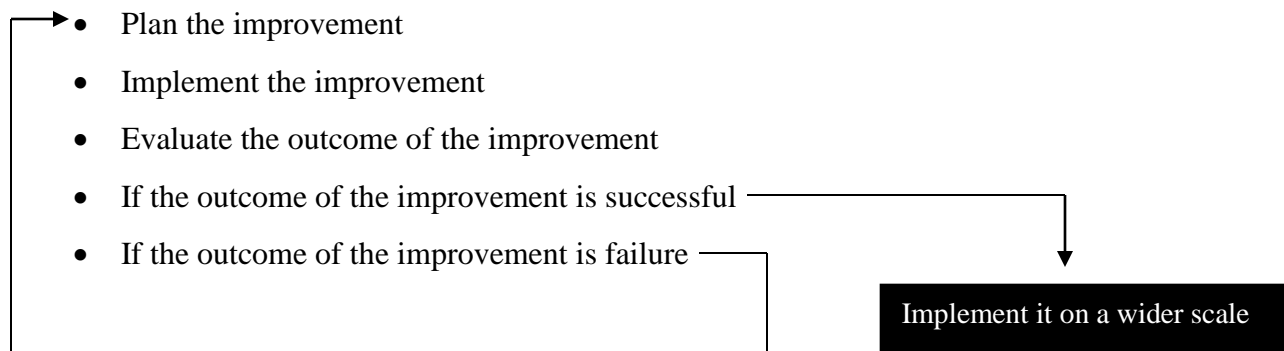 • Plan the improvement
• Implement the improvement
• Evaluate the outcome of the improvement
• If the outcome of the improvement is successful
• If the outcome of the improvement is failure
Implement it on a wider scale